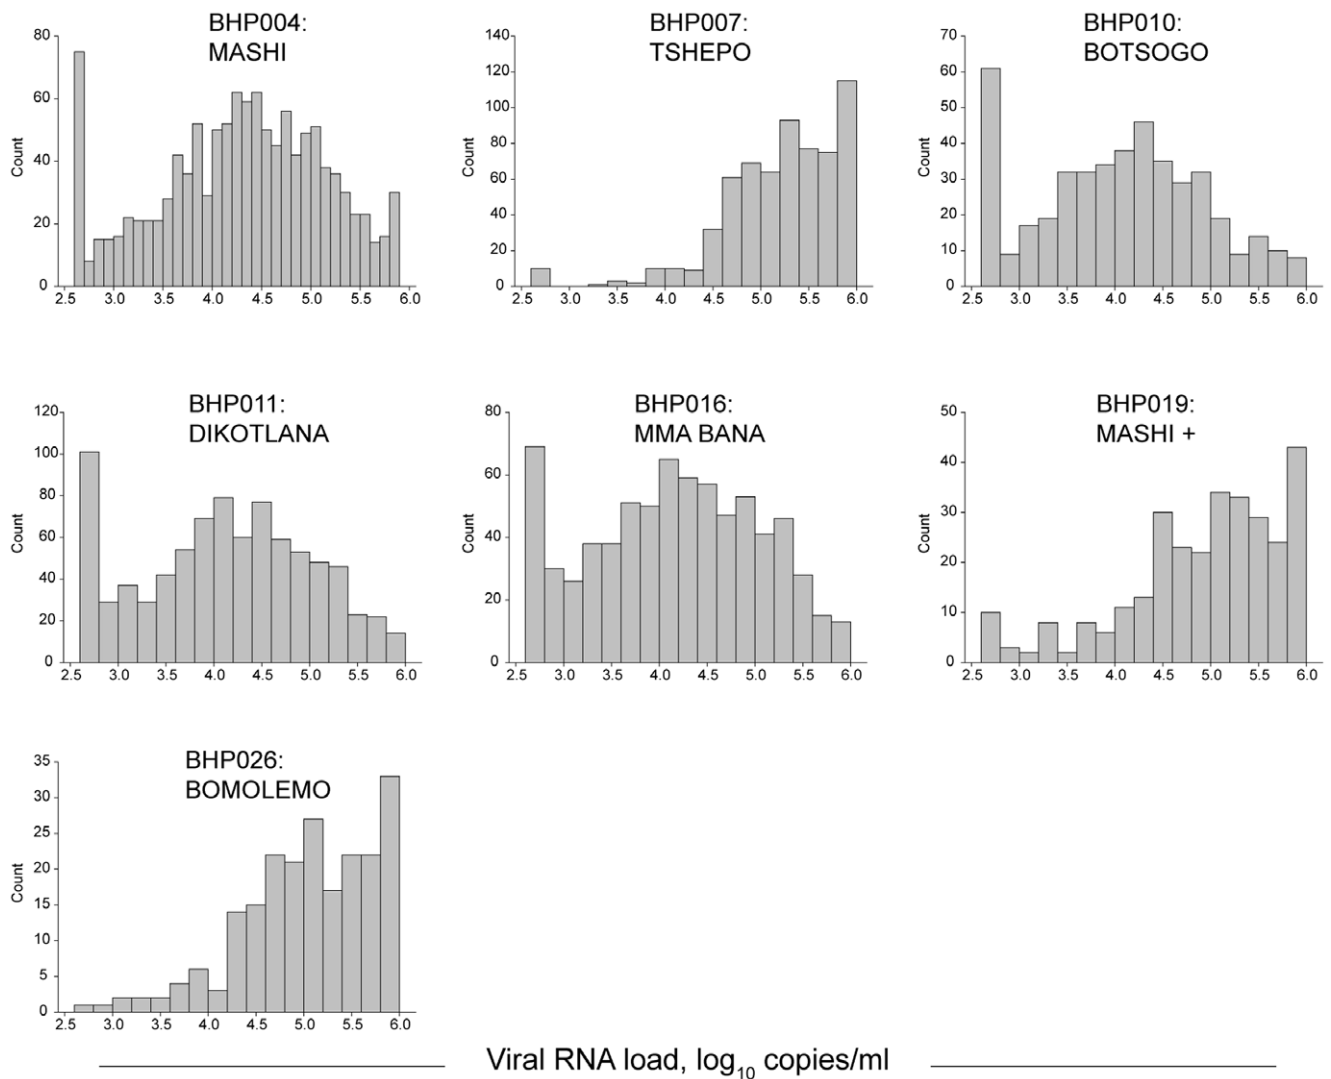 BHP004:
MASHI
80
60
40
20
0
Count
2.5 3.0 3.5 4.0 4.5 5.0 5.5 6.0
BHP007:
TSHEPO
140
120
100
80
60
40
20
0
Count
2.5 3.0 3.5 4.0 4.5 5.0 5.5 6.0
BHP010:
BOTSOGO
70
60
50
40
30
20
10
0
Count
2.5 3.0 3.5 4.0 4.5 5.0 5.5 6.0
BHP011:
DIKOTLANA
120
100
80
60
40
20
0
Count
2.5 3.0 3.5 4.0 4.5 5.0 5.5 6.0
BHP016:
MMA BANA
80
60
40
20
0
Count
2.5 3.0 3.5 4.0 4.5 5.0 5.5 6.0
BHP019:
MASHI +
50
40
30
20
10
0
Count
2.5 3.0 3.5 4.0 4.5 5.0 5.5 6.0
BHP026:
BOMOLEMO
35
30
25
20
15
10
5
0
Count
2.5 3.0 3.5 4.0 4.5 5.0 5.5 6.0
Viral RNA load, log₁₀ copies/ml